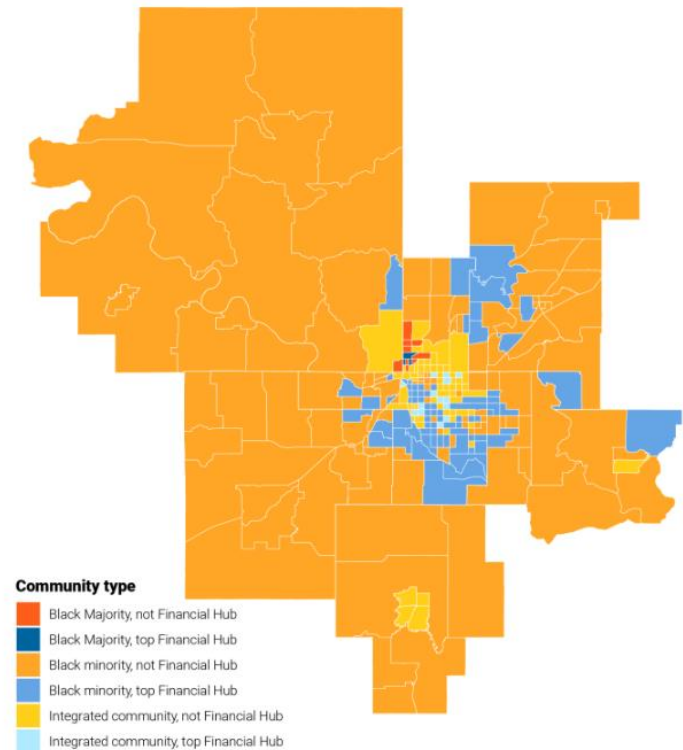 Community type
Black Majority, not Financial Hub
Black Majority, top Financial Hub
Black minority, not Financial Hub
Black minority, top Financial Hub
Integrated community, not Financial Hub
Integrated community, top Financial Hub